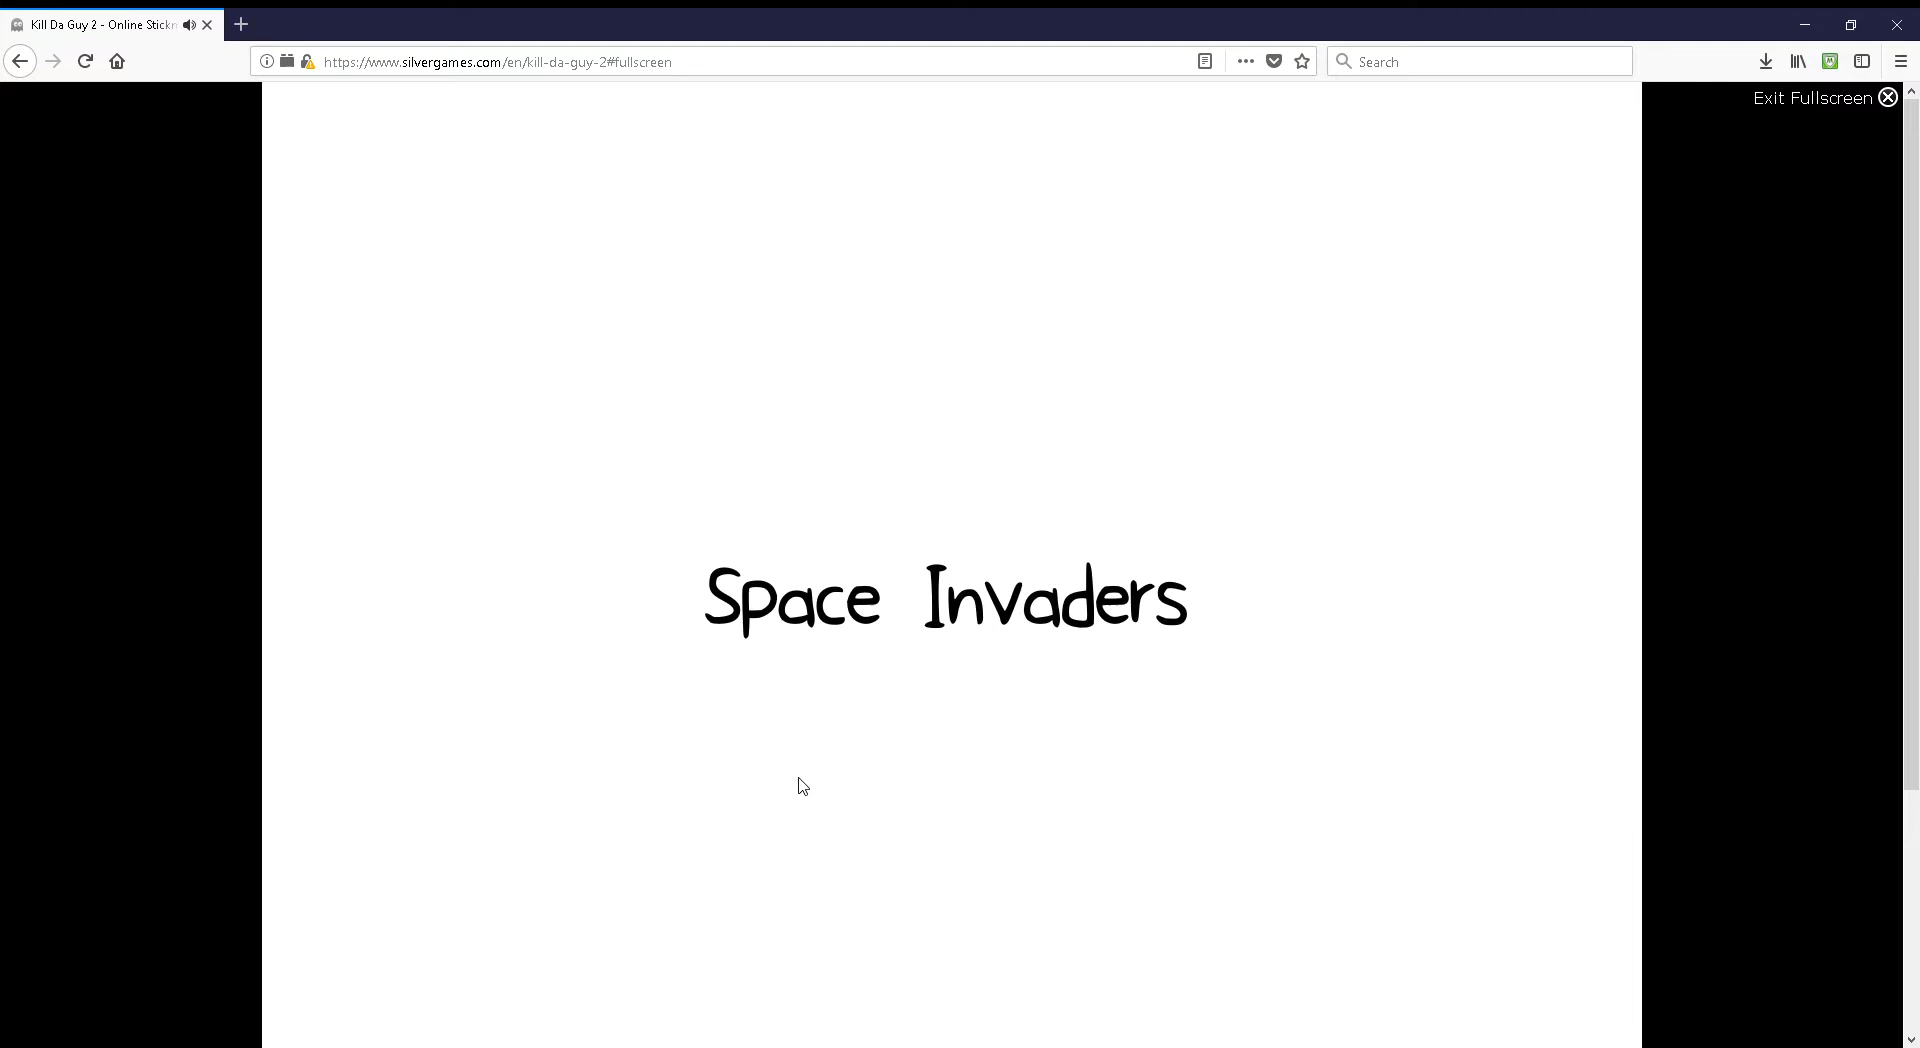 Kill Da Guy 2 - Online Stickn
https://www.silvergames.com/en/kill-da-guy-2#fullscreen
Search
Exit Fullscreen
Space Invaders